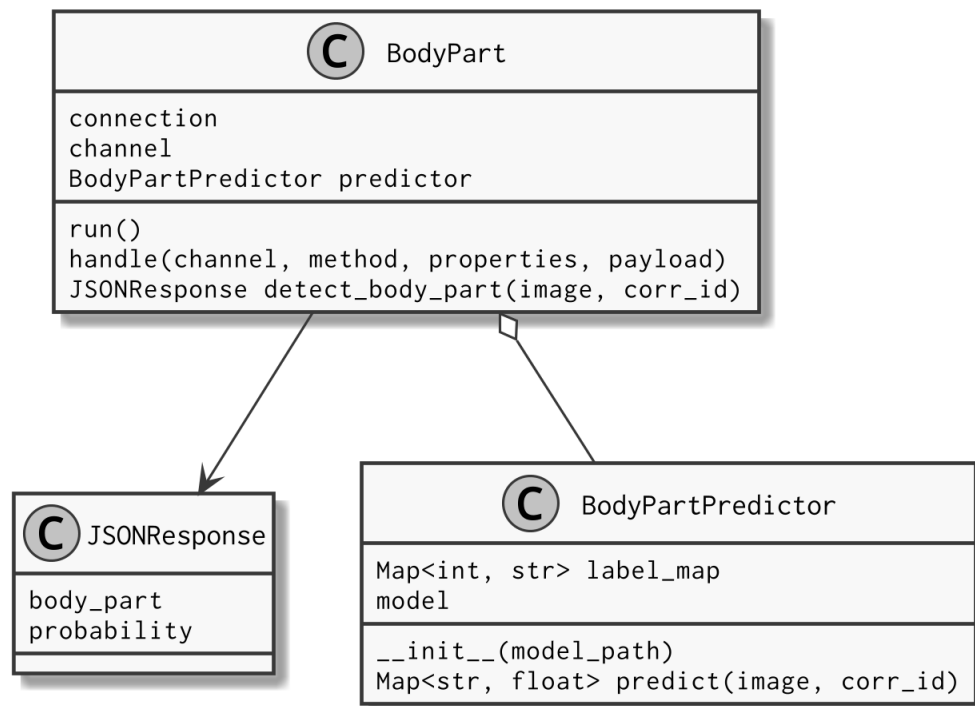 C BodyPart
connection
channel
BodyPartPredictor predictor
run()
handle(channel, method, properties, payload)
JSONResponse detect_body_part(image, corr_id)
C JSONResponse
body_part
probability
C BodyPartPredictor
Map<int, str> label_map
model
__init__(model_path)
Map<str, float> predict(image, corr_id)